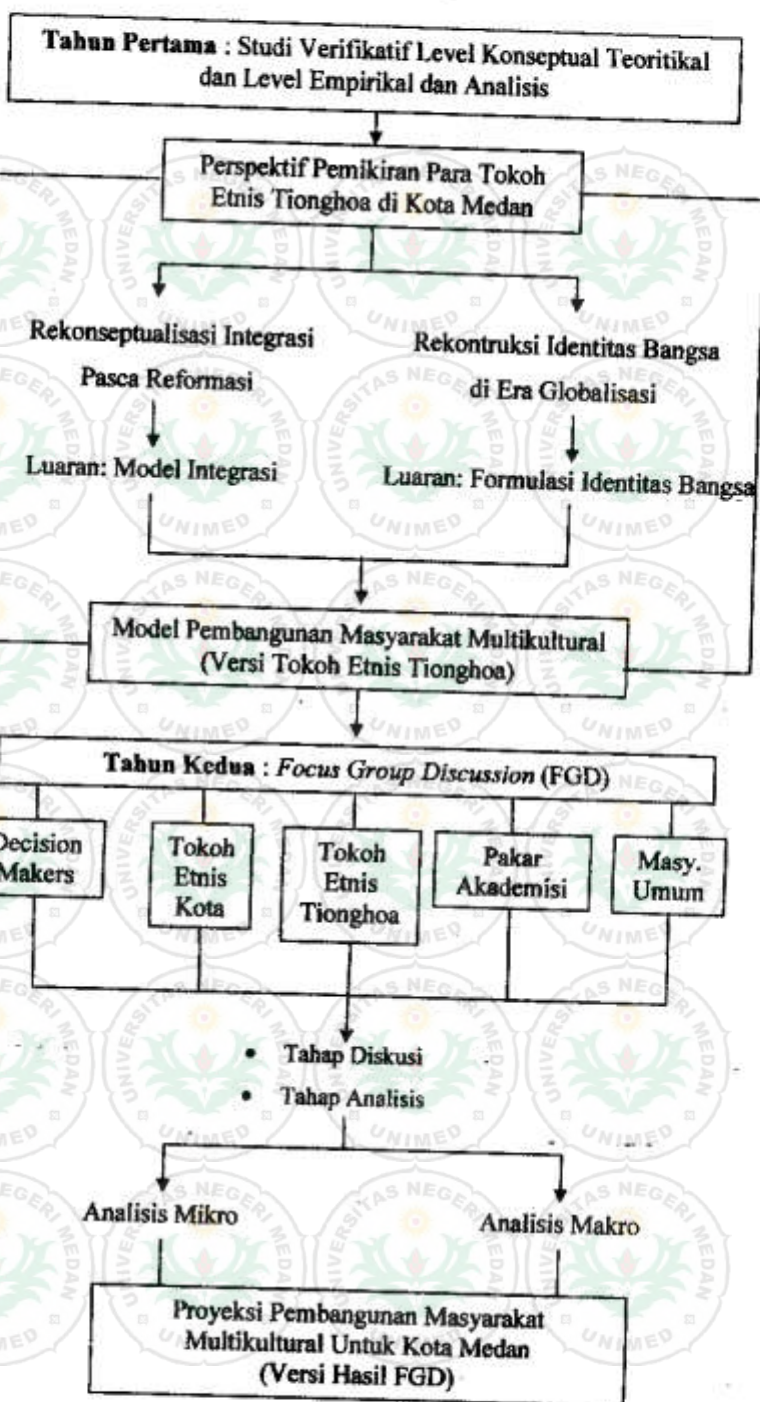 Tahun Pertama : Studi Verifikatif Level Konseptual Teoritikal
dan Level Empirikal dan Analisis
Perspektif Pemikiran Para Tokoh
Etnis Tionghoa di Kota Medan
Rekonseptualisasi Integrasi
Pasca Reformasi
Rekontruksi Identitas Bangsa
di Era Globalisasi
Luaran: Model Integrasi
Luaran: Formulasi Identitas Bangsa
Model Pembangunan Masyarakat Multikultural
(Versi Tokoh Etnis Tionghoa)
Tahun Kedua : Focus Group Discussion (FGD)
Decision
Makers
Tokoh
Etnis
Kota
Tokoh
Etnis
Tionghoa
Pakar
Akademisi
Masy.
Umum
• Tahap Diskusi
• Tahap Analisis
Analisis Mikro
Analisis Makro
Proyeksi Pembangunan Masyarakat
Multikultural Untuk Kota Medan
(Versi Hasil FGD)